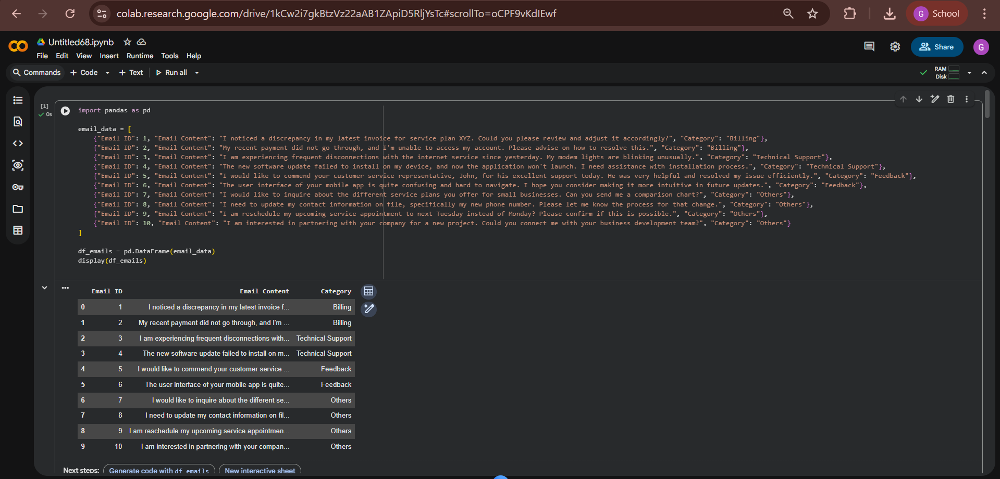 colab.research.google.com/drive/1kCw2i7gkBtzVz22aAB1ZApiD5RljYsTc#scrollTo=oCPF9vKdIEwf
G School
Untitled68.ipynb
File Edit View Insert Runtime Tools Help
Share
G
Commands + Code + Text Run all
RAM
Disk
[1]
0s
import pandas as pd
email_data = [
{"Email ID": 1, "Email Content": "I noticed a discrepancy in my latest invoice for service plan XYZ. Could you please review and adjust it accordingly?", "Category": "Billing"},
{"Email ID": 2, "Email Content": "My recent payment did not go through, and I'm unable to access my account. Please advise on how to resolve this.", "Category": "Billing"},
{"Email ID": 3, "Email Content": "I am experiencing frequent disconnections with the internet service since yesterday. My modem lights are blinking unusually.", "Category": "Technical Support"},
{"Email ID": 4, "Email Content": "The new software update failed to install on my device, and now the application won't launch. I need assistance with installation process.", "Category": "Technical Support"},
{"Email ID": 5, "Email Content": "I would like to commend your customer service representative, John, for his excellent support today. He was very helpful and resolved my issue efficiently.", "Category": "Feedback"},
{"Email ID": 6, "Email Content": "The user interface of your mobile app is quite confusing and hard to navigate. I hope you consider making it more intuitive in future updates.", "Category": "Feedback"},
{"Email ID": 7, "Email Content": "I would like to inquire about the different service plans you offer for small businesses. Can you send me a comparison chart?", "Category": "Others"},
{"Email ID": 8, "Email Content": "I need to update my contact information on file, specifically my new phone number. Please let me know the process for that change.", "Category": "Others"},
{"Email ID": 9, "Email Content": "I am reschedule my upcoming service appointment to next Tuesday instead of Monday? Please confirm if this is possible.", "Category": "Others"},
{"Email ID": 10, "Email Content": "I am interested in partnering with your company for a new project. Could you connect me with your business development team?", "Category": "Others"}
]
df_emails = pd.DataFrame(email_data)
display(df_emails)
Email ID Email Content Category
0 1 I noticed a discrepancy in my latest invoice f... Billing
1 2 My recent payment did not go through, and I'm ... Billing
2 3 I am experiencing frequent disconnections with... Technical Support
3 4 The new software update failed to install on m... Technical Support
4 5 I would like to commend your customer service ... Feedback
5 6 The user interface of your mobile app is quite... Feedback
6 7 I would like to inquire about the different se... Others
7 8 I need to update my contact information on fil... Others
8 9 I am reschedule my upcoming service appointmen... Others
9 10 I am interested in partnering with your compan... Others
Next steps: Generate code with df_emails New interactive sheet